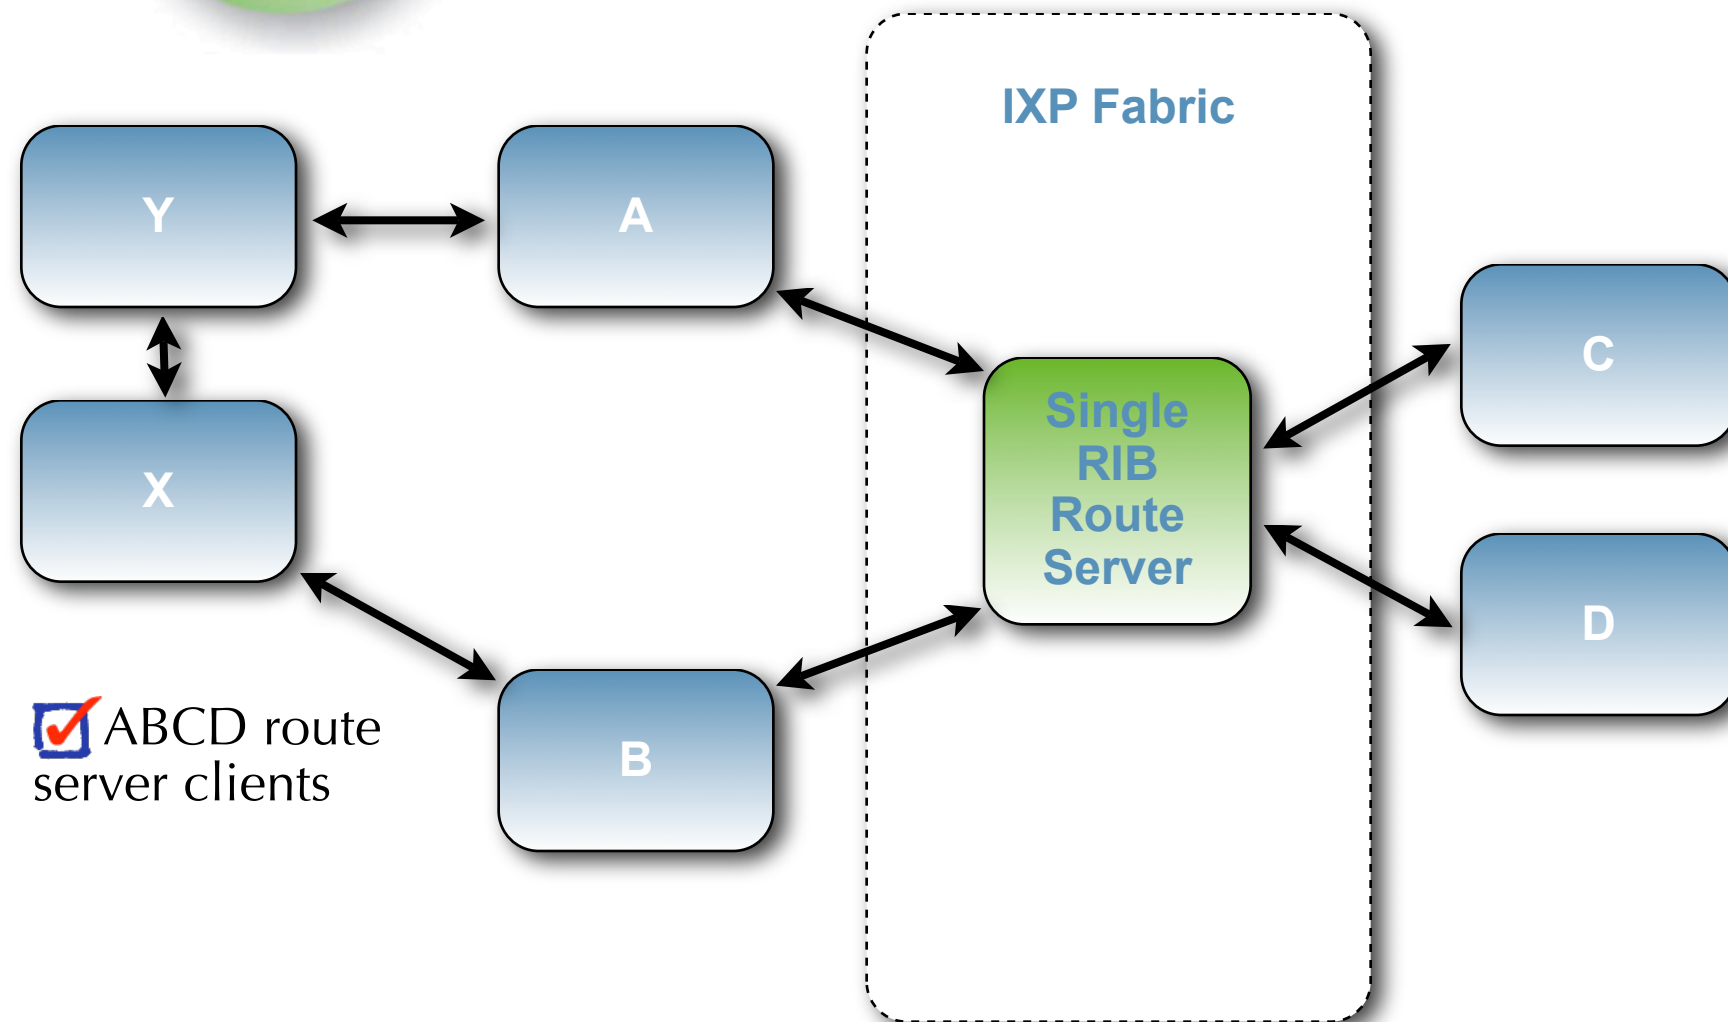 IXP Fabric
Y
A
C
Single
RIB
Route
Server
X
D
B
ABCD route
server clients